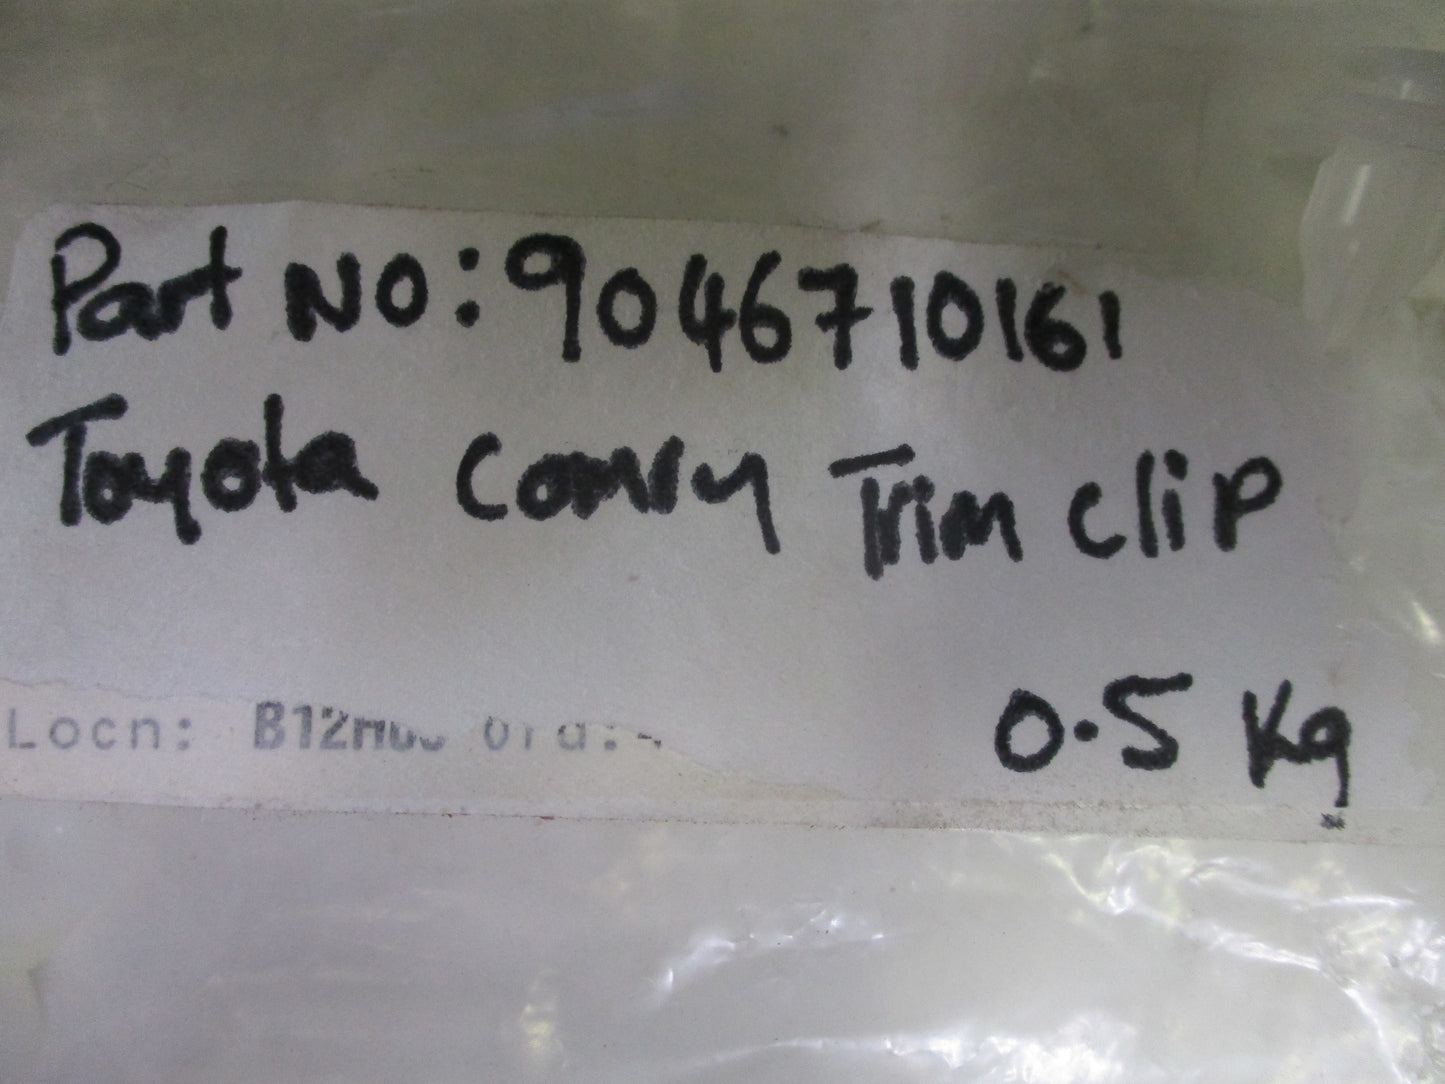 Part NO: 9046710161
Toyota Camry Trim clip
0.5 Kg
Locn: